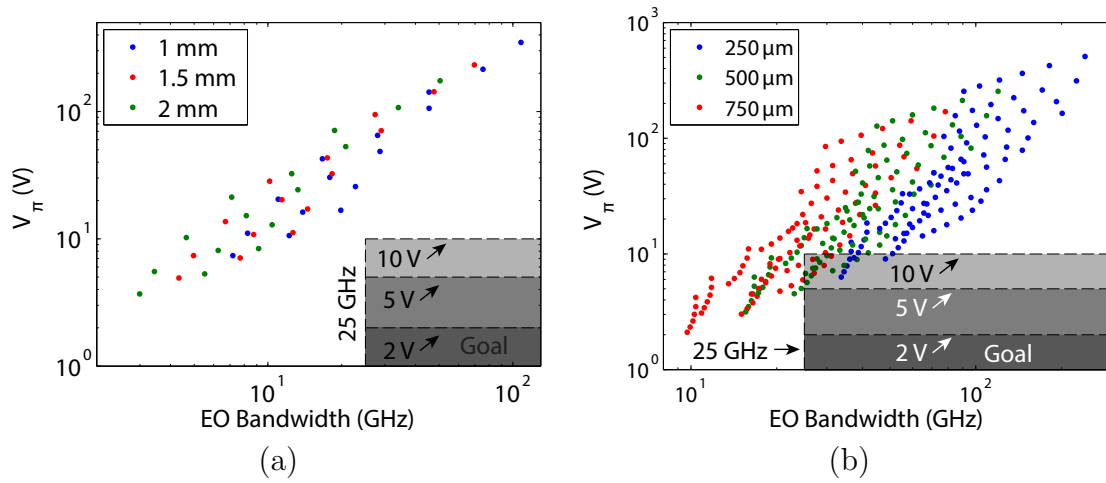 1 mm
1.5 mm
2 mm
10²
10¹
10⁰
V_π (V)
10 V
5 V
2 V
Goal
25 GHz
10¹
10²
EO Bandwidth (GHz)
(a)
250 μm
500 μm
750 μm
10³
10²
10¹
10⁰
V_π (V)
10 V
5 V
2 V
Goal
25 GHz
10¹
10²
EO Bandwidth (GHz)
(b)